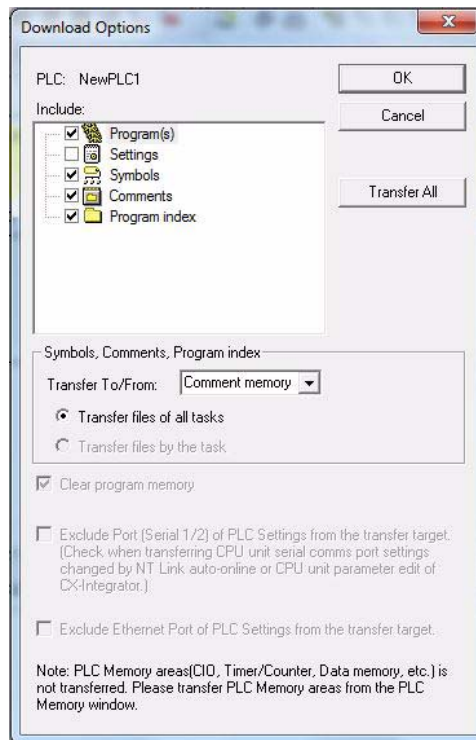 Download Options
PLC: NewPLC1
OK
Include:
Cancel
Program(s)
Settings
Symbols
Transfer All
Comments
Program index
Symbols, Comments, Program index
Transfer To/From: Comment memory
Transfer files of all tasks
Transfer files by the task
Clear program memory
Exclude Port (Serial 1/2) of PLC Settings from the transfer target.
(Check when transferring CPU unit serial comms port settings
changed by NT Link auto-online or CPU unit parameter edit of
CX-Integrator.)
Exclude Ethernet Port of PLC Settings from the transfer target.
Note: PLC Memory areas(CIO, Timer/Counter, Data memory, etc.) is
not transferred. Please transfer PLC Memory areas from the PLC
Memory window.